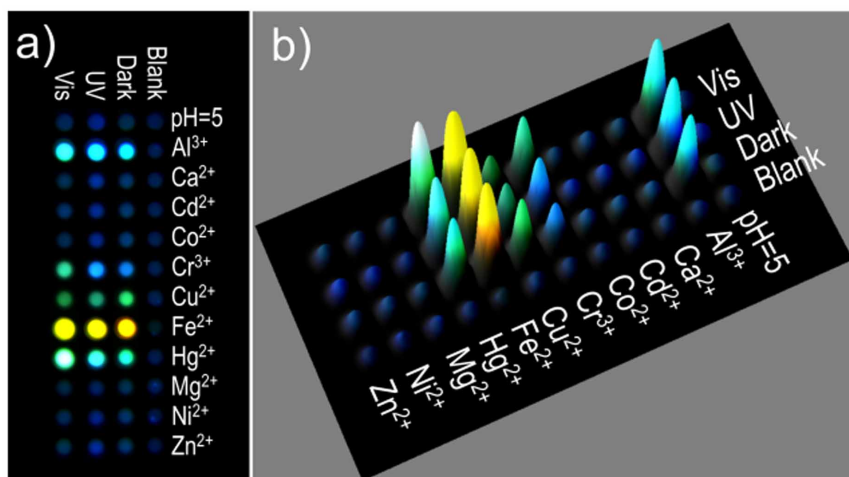 a)
Vis
UV
Dark
Blank
pH=5
Al³⁺
Ca²⁺
Cd²⁺
Co²⁺
Cr³⁺
Cu²⁺
Fe²⁺
Hg²⁺
Mg²⁺
Ni²⁺
Zn²⁺
b)
Vis
UV
Dark
Blank
pH=5
Al³⁺
Ca²⁺
Cd²⁺
Co²⁺
Cr³⁺
Cu²⁺
Fe²⁺
Hg²⁺
Mg²⁺
Ni²⁺
Zn²⁺